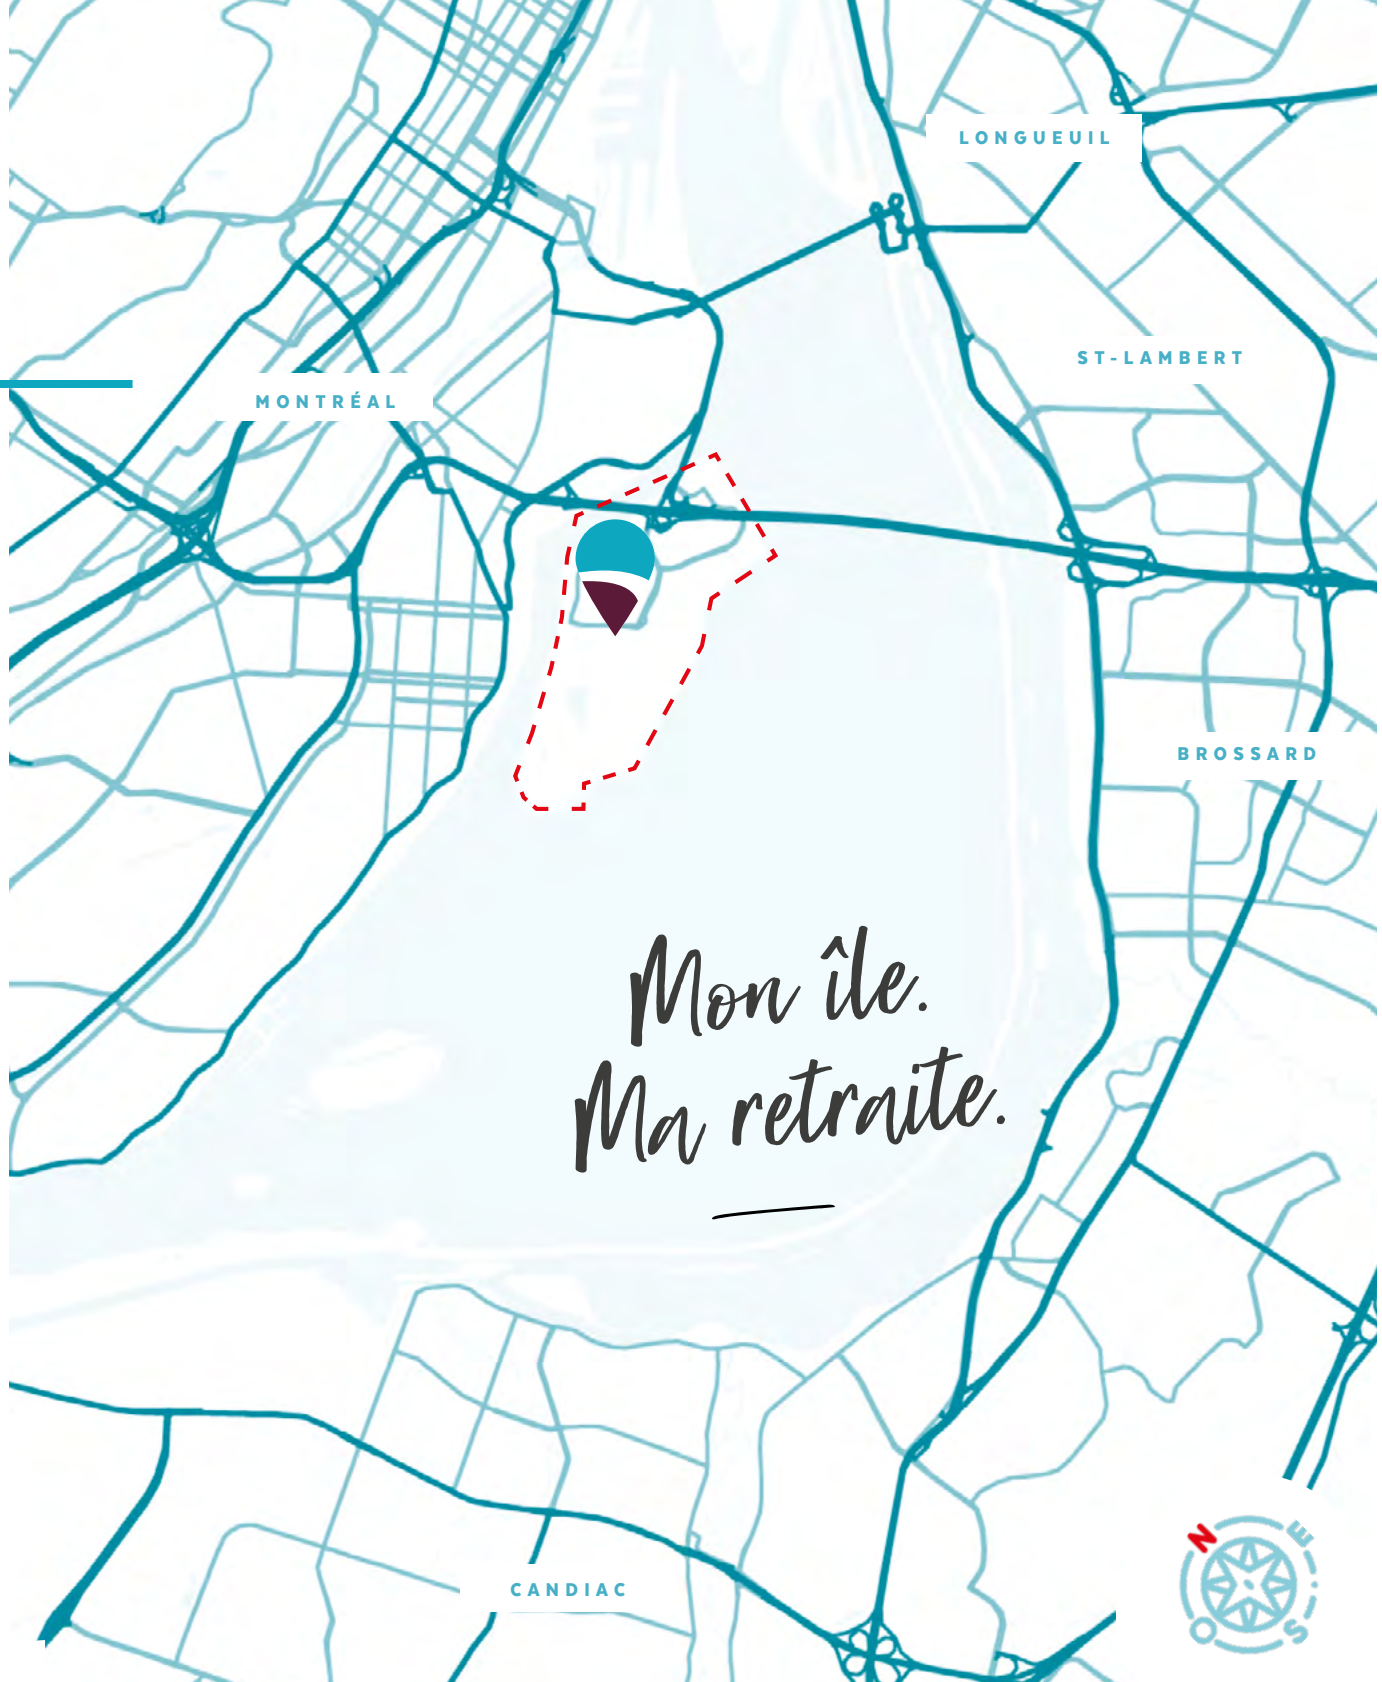 LONGUEUIL
ST-LAMBERT
MONTRÉAL
BROSSARD
Mon île.
Ma retraite.
N
E
O
S
CANDIAC